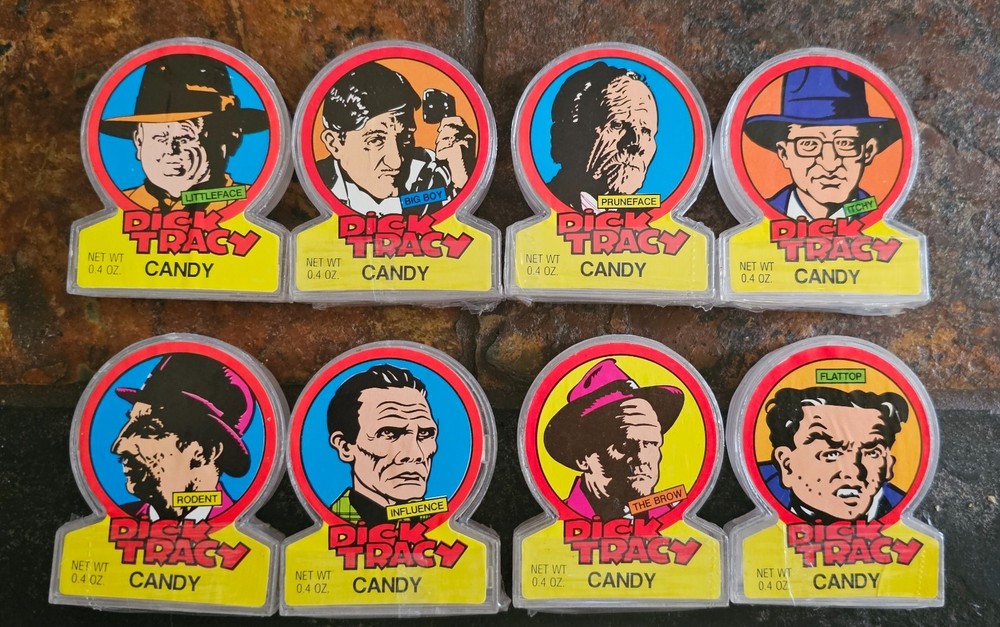 LITTLEFACE
DICK
TRACY
NET WT
0.4 OZ.
CANDY
BIG BOY
DICK
TRACY
NET WT
0.4 OZ.
CANDY
PRUNEFACE
DICK
TRACY
NET WT
0.4 OZ.
CANDY
ITCHY
DICK
TRACY
NET WT
0.4 OZ.
CANDY
RODENT
DICK
TRACY
NET WT
0.4 OZ.
CANDY
INFLUENCE
DICK
TRACY
NET WT
0.4 OZ.
CANDY
THE BROW
DICK
TRACY
NET WT
0.4 OZ.
CANDY
FLATTOP
DICK
TRACY
NET WT
0.4 OZ.
CANDY